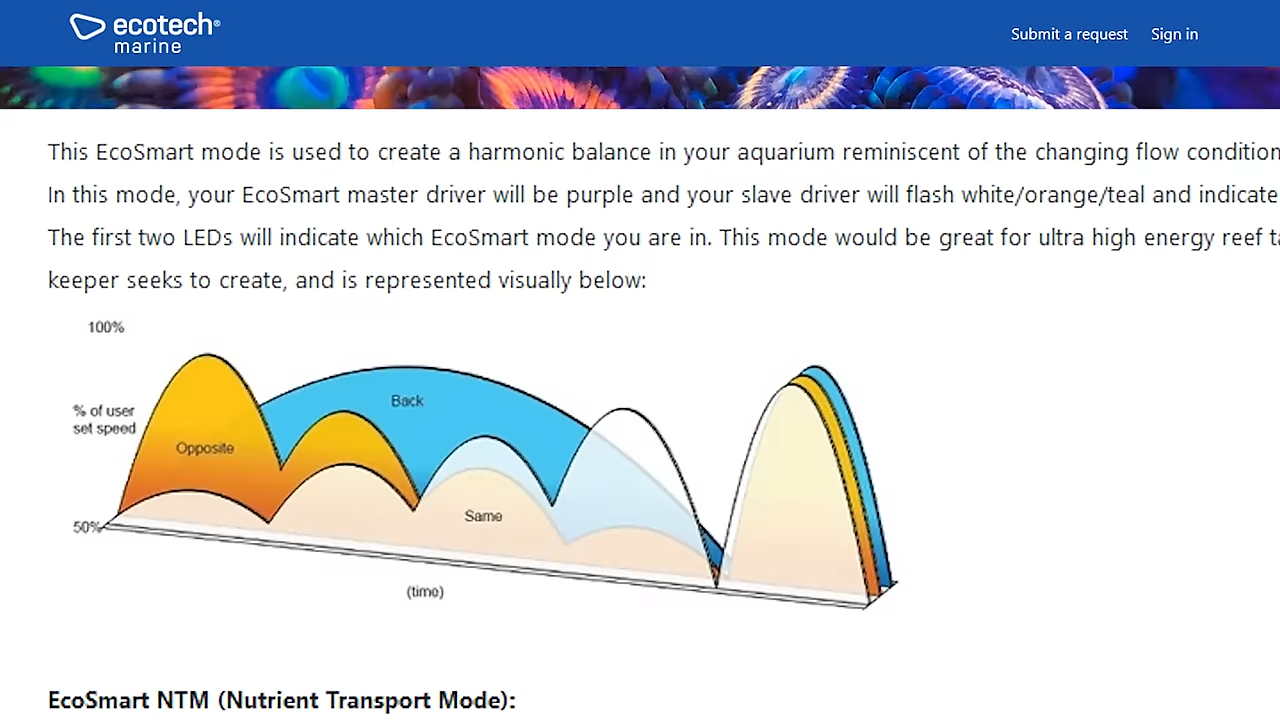 ecotech®
marine
Submit a request
Sign in
This EcoSmart mode is used to create a harmonic balance in your aquarium reminiscent of the changing flow condition
In this mode, your EcoSmart master driver will be purple and your slave driver will flash white/orange/teal and indicate
The first two LEDs will indicate which EcoSmart mode you are in. This mode would be great for ultra high energy reef ta
keeper seeks to create, and is represented visually below:
100%
% of user
set speed
Back
Opposite
Same
50%
(time)
EcoSmart NTM (Nutrient Transport Mode):